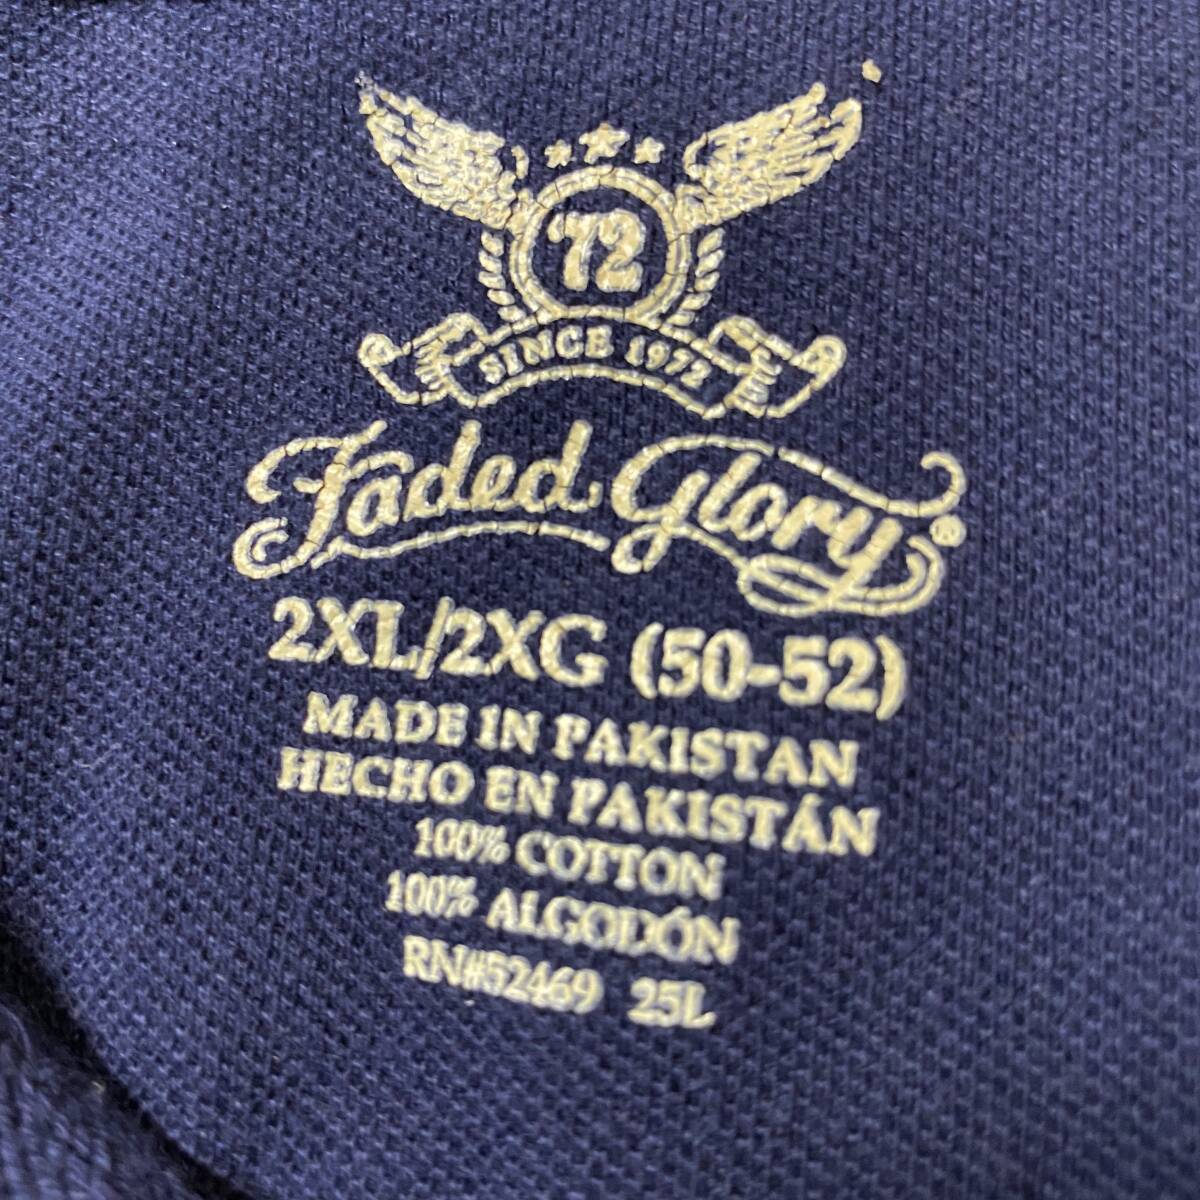 72
SINCE 1972
Faded Glory®
2XL/2XG (50-52)
MADE IN PAKISTAN
HECHO EN PAKISTÁN
100% COTTON
100% ALGODÓN
RN#52469 25L